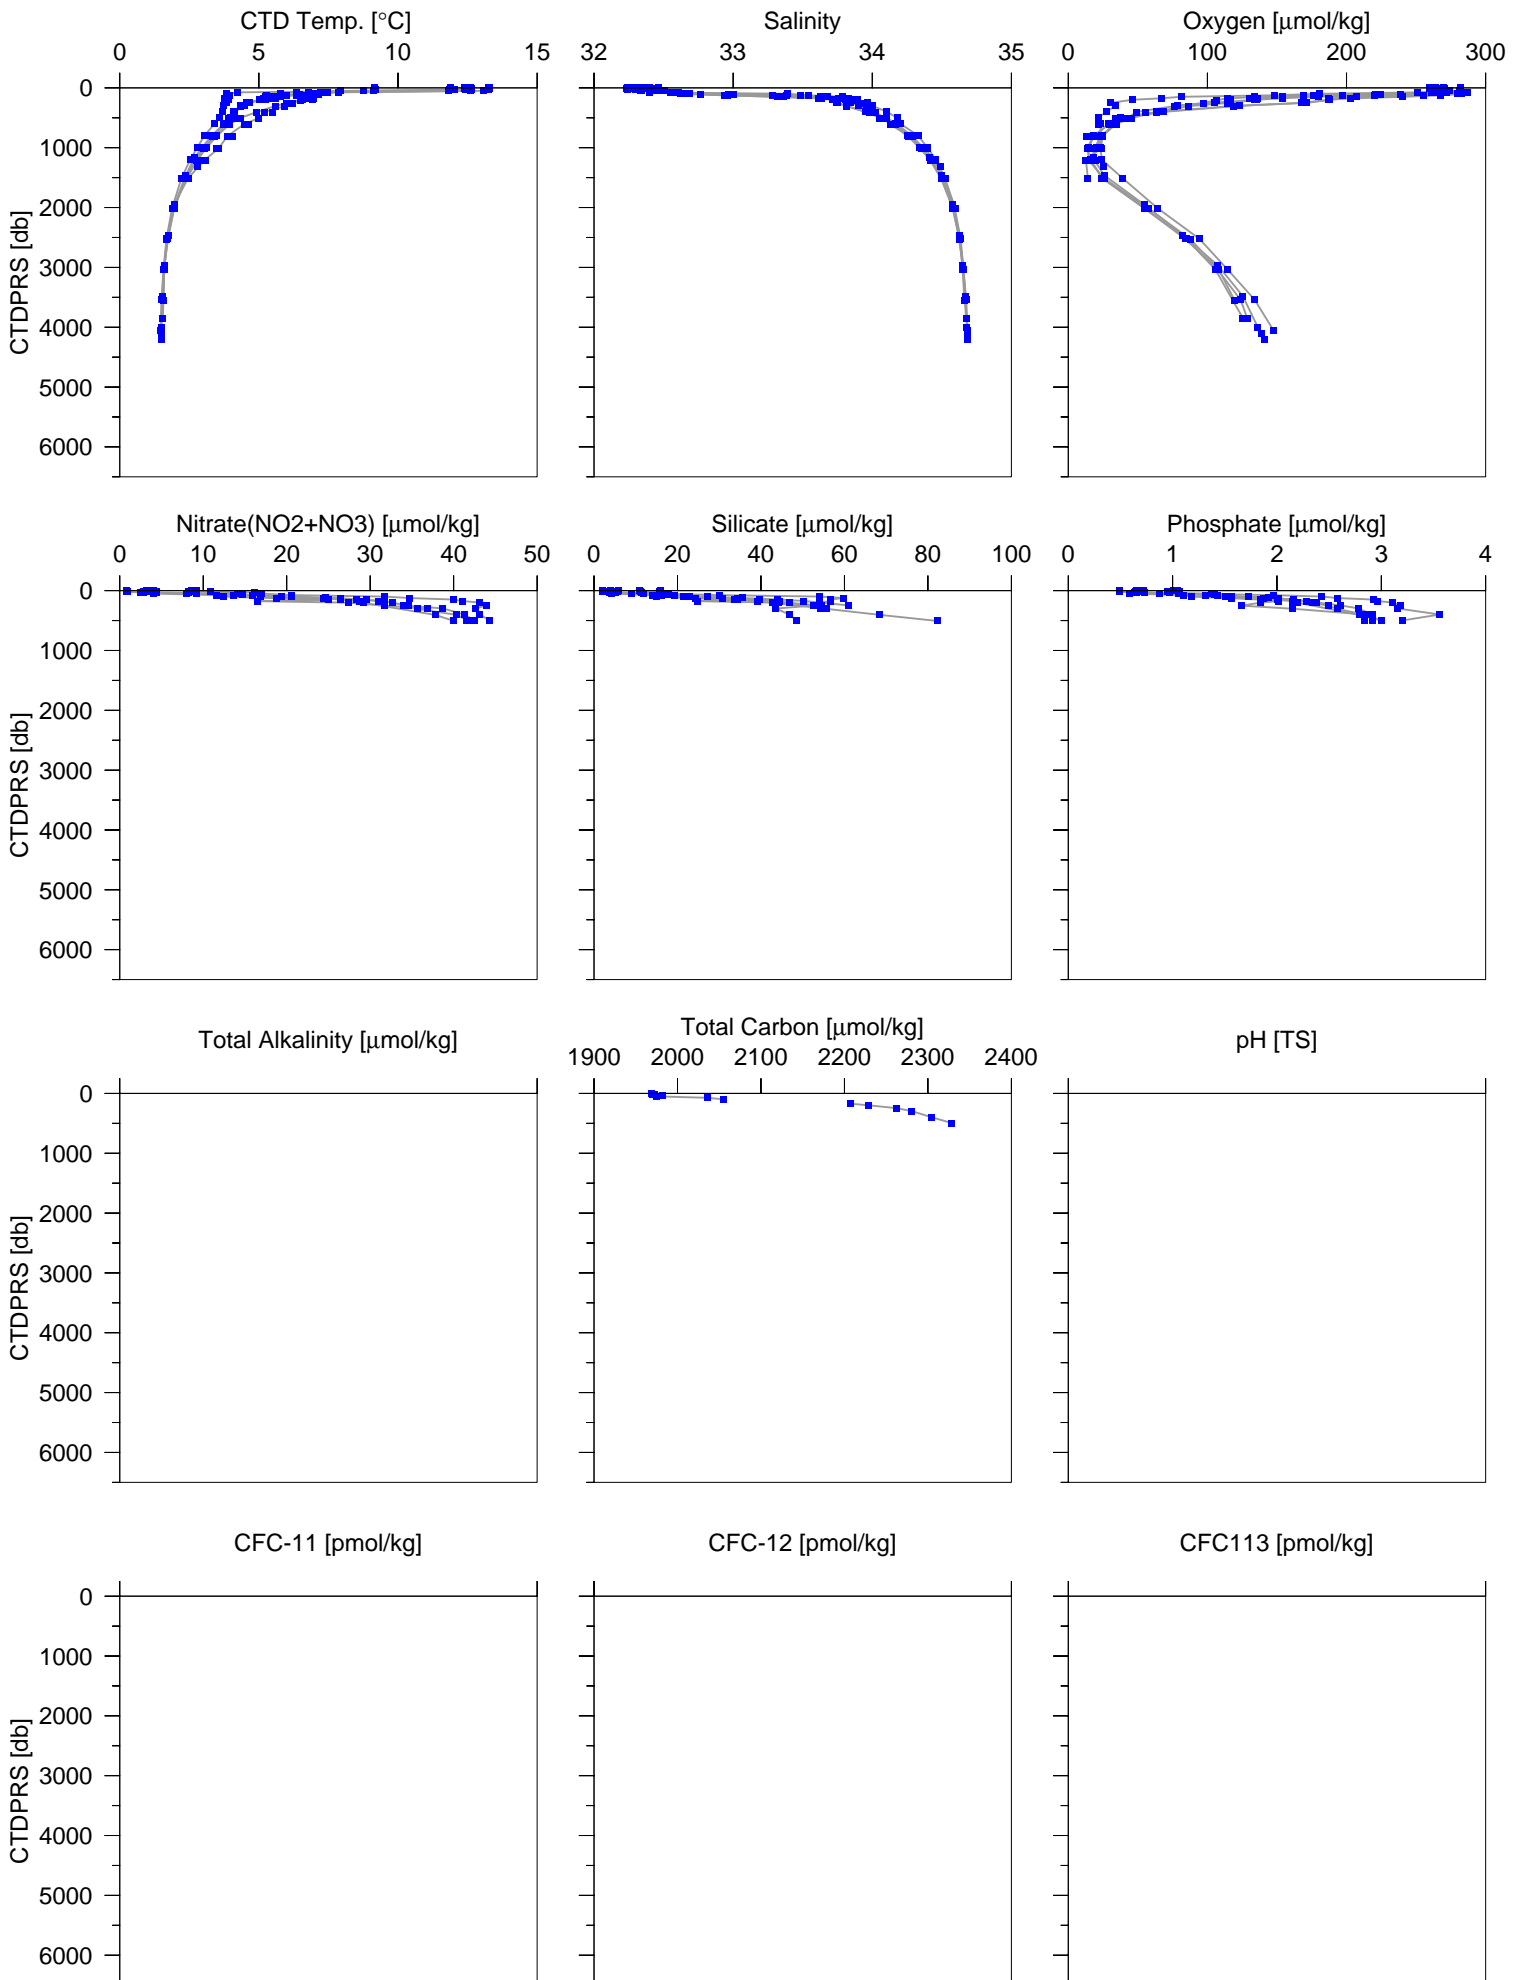 CTD Temp. [°C] Salinity Oxygen [μmol/kg]
0 5 10 15 32 33 34 35 0 100 200 300
0
1000
2000
3000
4000
5000
6000
CTDPRS [db]
Nitrate(NO2+NO3) [μmol/kg] Silicate [μmol/kg] Phosphate [μmol/kg]
0 10 20 30 40 50 0 20 40 60 80 100 0 1 2 3 4
0
1000
2000
3000
4000
5000
6000
CTDPRS [db]
Total Alkalinity [μmol/kg] Total Carbon [μmol/kg] pH [TS]
1900 2000 2100 2200 2300 2400
0
1000
2000
3000
4000
5000
6000
CTDPRS [db]
CFC-11 [pmol/kg] CFC-12 [pmol/kg] CFC113 [pmol/kg]
0
1000
2000
3000
4000
5000
6000
CTDPRS [db]